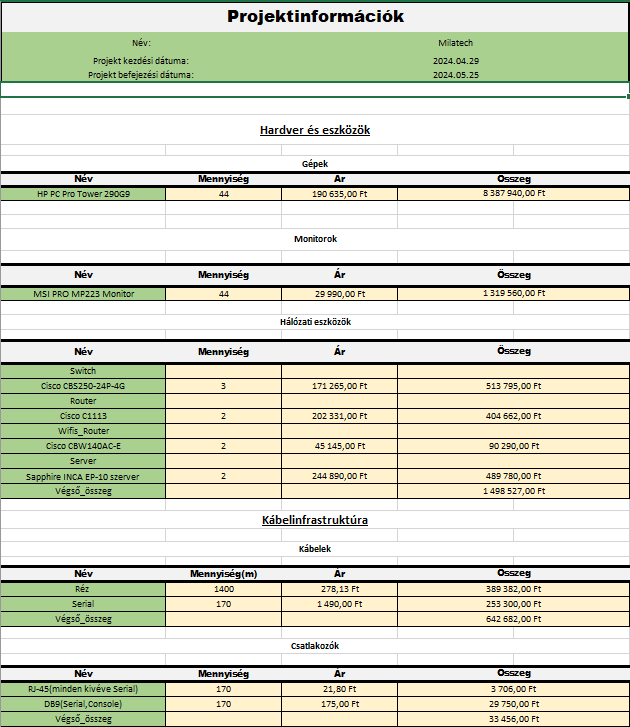 Projektinformációk
Név: Milatech
Projekt kezdési dátuma: 2024.04.29
Projekt befejezési dátuma: 2024.05.25
Hardver és eszközök
Gépek
Név Mennyiség Ár Összeg
HP PC Pro Tower 290G9 44 190 635,00 Ft 8 387 940,00 Ft
Monitorok
Név Mennyiség Ár Összeg
MSI PRO MP223 Monitor 44 29 990,00 Ft 1 319 560,00 Ft
Hálózati eszközök
Név Mennyiség Ár Összeg
Switch
Cisco CBS250-24P-4G 3 171 265,00 Ft 513 795,00 Ft
Router
Cisco C1113 2 202 331,00 Ft 404 662,00 Ft
Wifis_Router
Cisco CBW140AC-E 2 45 145,00 Ft 90 290,00 Ft
Server
Sapphire INCA EP-10 szerver 2 244 890,00 Ft 489 780,00 Ft
Végső_összeg 1 498 527,00 Ft
Kábelinfrastruktúra
Kábelek
Név Mennyiség(m) Ár Összeg
Réz 1400 278,13 Ft 389 382,00 Ft
Serial 170 1 490,00 Ft 253 300,00 Ft
Végső_összeg 642 682,00 Ft
Csatlakozók
Név Mennyiség Ár Összeg
RJ-45(minden kivéve Serial) 170 21,80 Ft 3 706,00 Ft
DB9(Serial,Console) 170 175,00 Ft 29 750,00 Ft
Végső_összeg 33 456,00 Ft